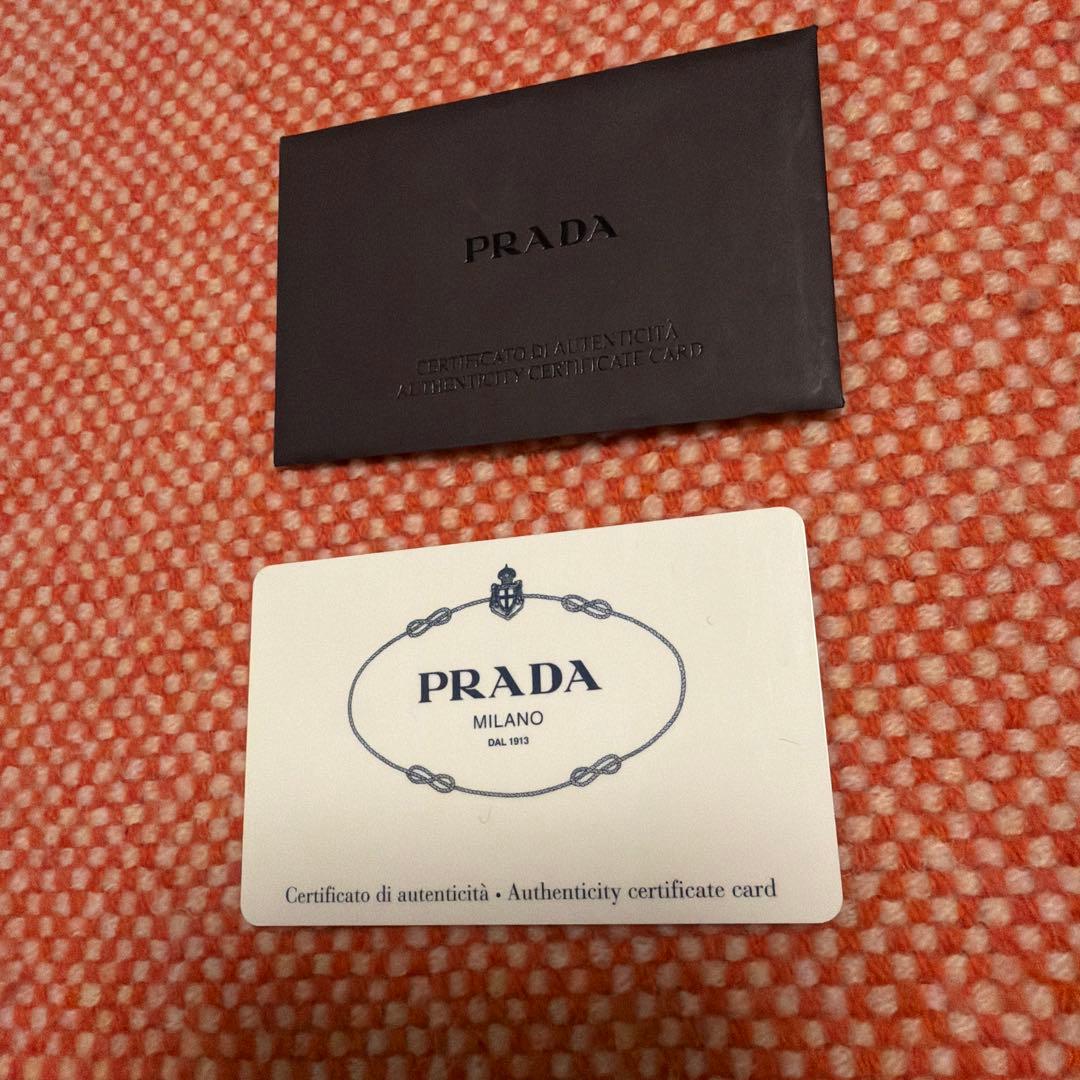 PRADA
CERTIFICATO DI AUTENTICITÀ
AUTHENTICITY CERTIFICATE CARD
PRADA
MILANO
DAL 1913
Certificato di autenticità • Authenticity certificate card